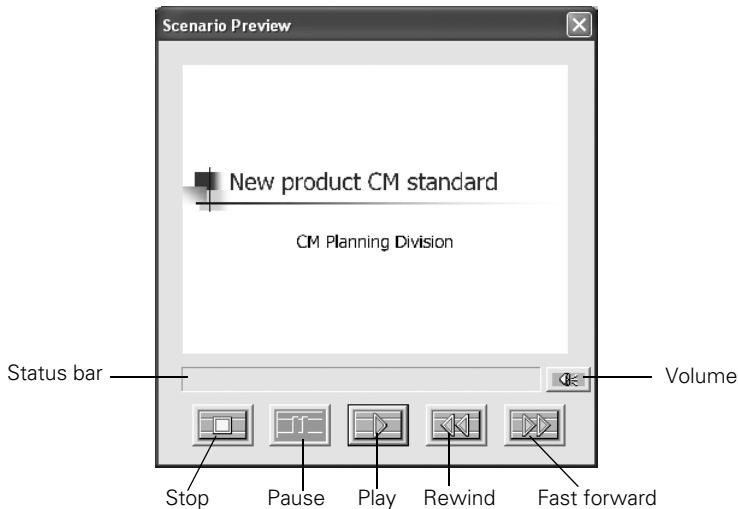 Scenario Preview
New product CM standard
CM Planning Division
Status bar
Volume
Stop Pause Play Rewind Fast forward